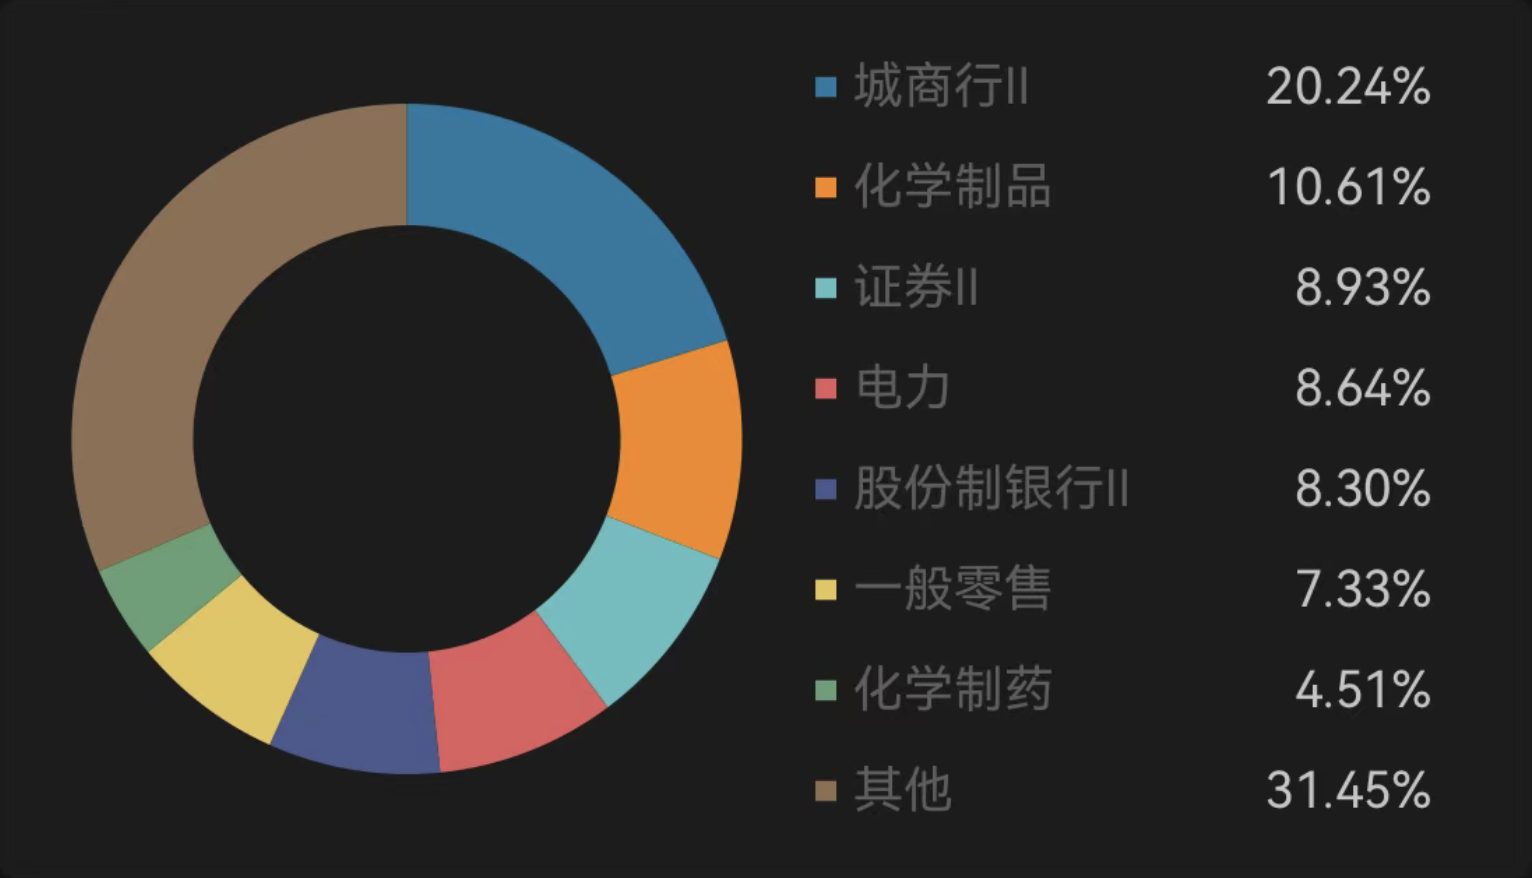 城商行II 20.24%
化学制品 10.61%
证券II 8.93%
电力 8.64%
股份制银行II 8.30%
一般零售 7.33%
化学制药 4.51%
其他 31.45%